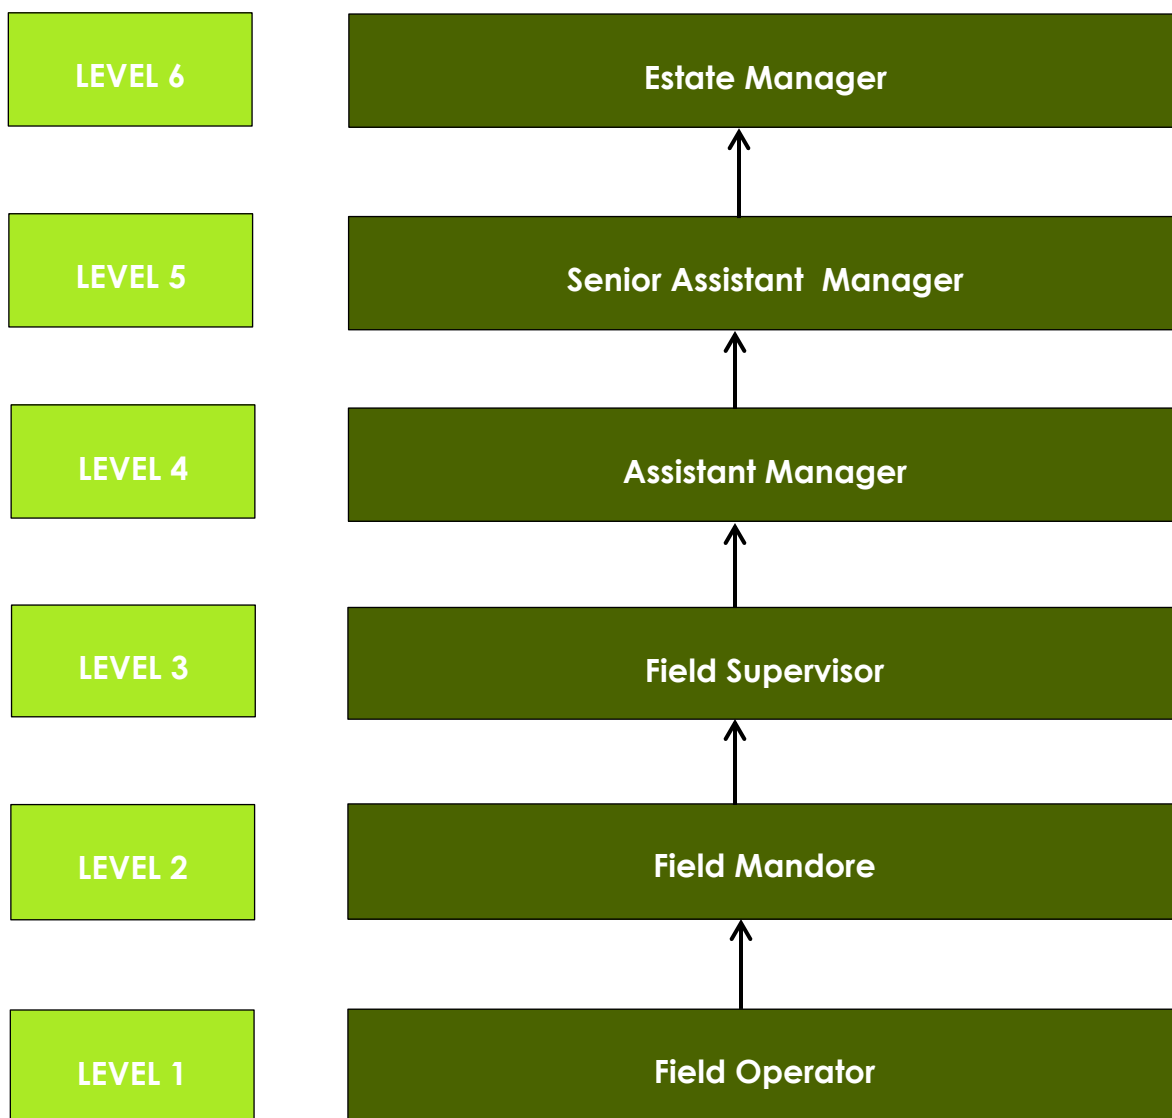 LEVEL 6
Estate Manager
LEVEL 5
Senior Assistant  Manager
LEVEL 4
Assistant Manager
LEVEL 3
Field Supervisor
LEVEL 2
Field Mandore
LEVEL 1
Field Operator